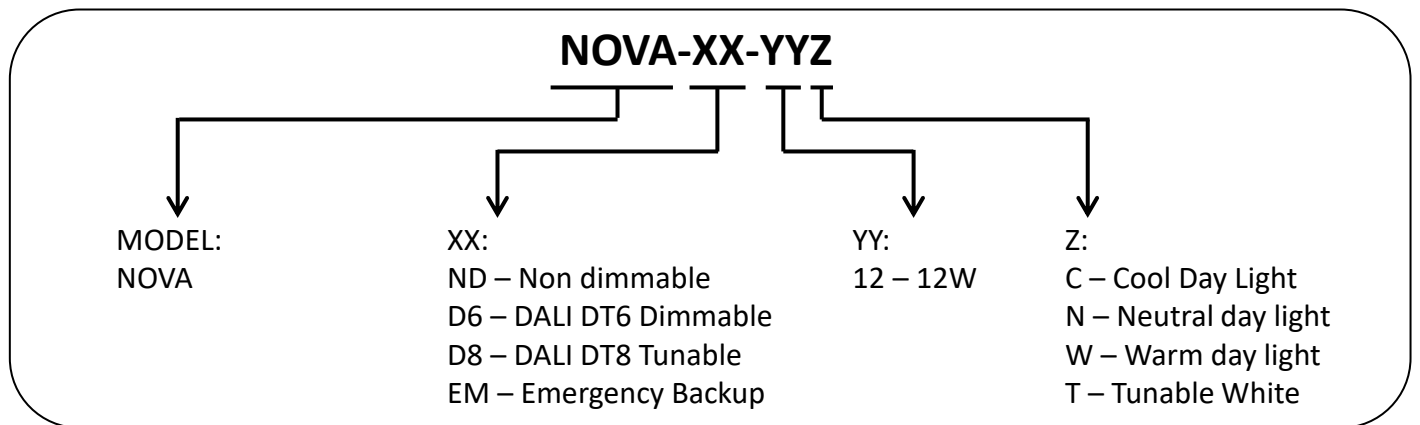 NOVA-XX-YYZ
MODEL:
NOVA
XX:
ND – Non dimmable
D6 – DALI DT6 Dimmable
D8 – DALI DT8 Tunable
EM – Emergency Backup
YY:
12 – 12W
Z:
C – Cool Day Light
N – Neutral day light
W – Warm day light
T – Tunable White